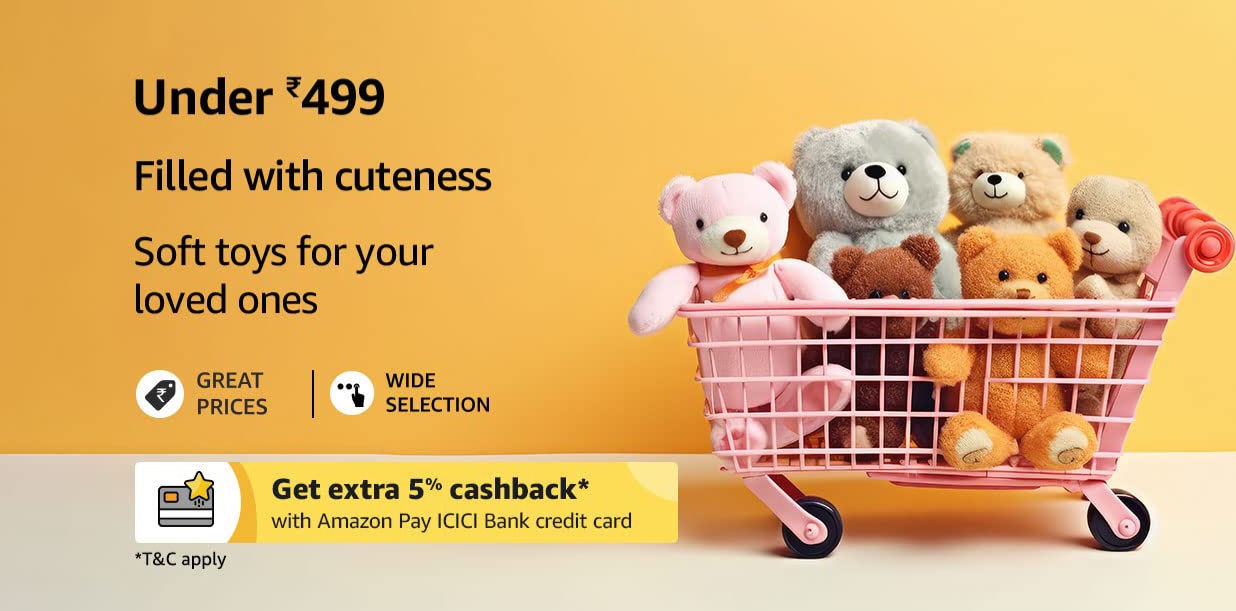 Under ₹499
Filled with cuteness
Soft toys for your
loved ones
GREAT
PRICES
WIDE
SELECTION
Get extra 5% cashback*
with Amazon Pay ICICI Bank credit card
*T&C apply